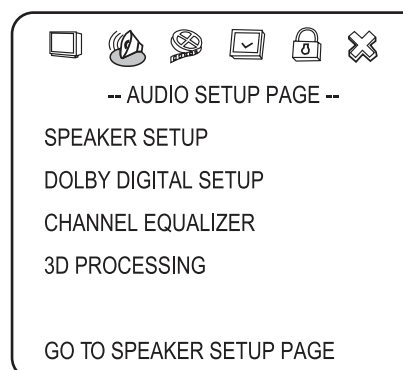 -- AUDIO SETUP PAGE --
SPEAKER SETUP
DOLBY DIGITAL SETUP
CHANNEL EQUALIZER
3D PROCESSING
GO TO SPEAKER SETUP PAGE